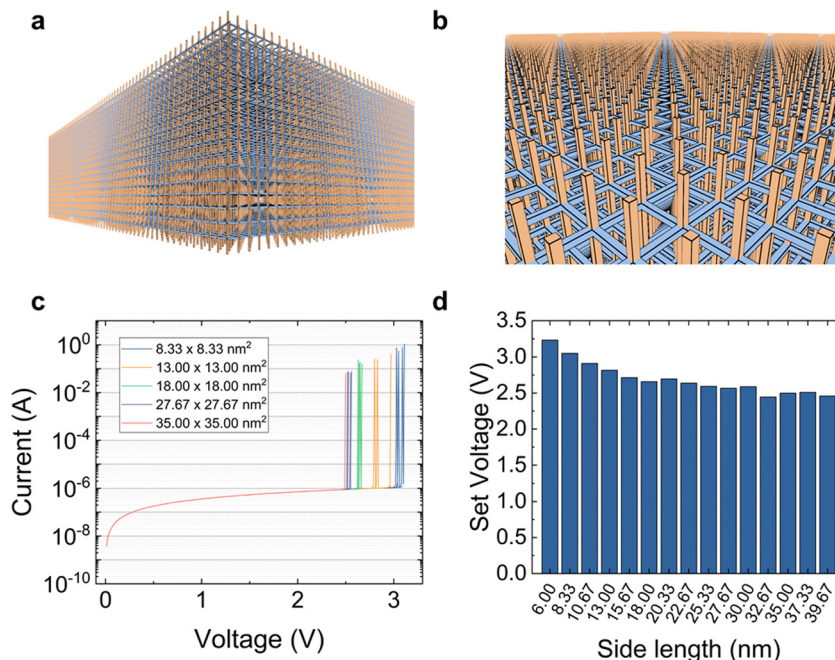 a
b
c
10⁰
10⁻²
10⁻⁴
10⁻⁶
10⁻⁸
10⁻¹⁰
Current (A)
8.33 x 8.33 nm²
13.00 x 13.00 nm²
18.00 x 18.00 nm²
27.67 x 27.67 nm²
35.00 x 35.00 nm²
0 1 2 3
Voltage (V)
d
3.5
3.0
2.5
2.0
1.5
1.0
0.5
0.0
Set Voltage (V)
6.00 8.33 10.67 13.00 15.67 18.00 20.33 22.67 25.33 27.67 30.00 32.67 35.00 37.33 39.67
Side length (nm)